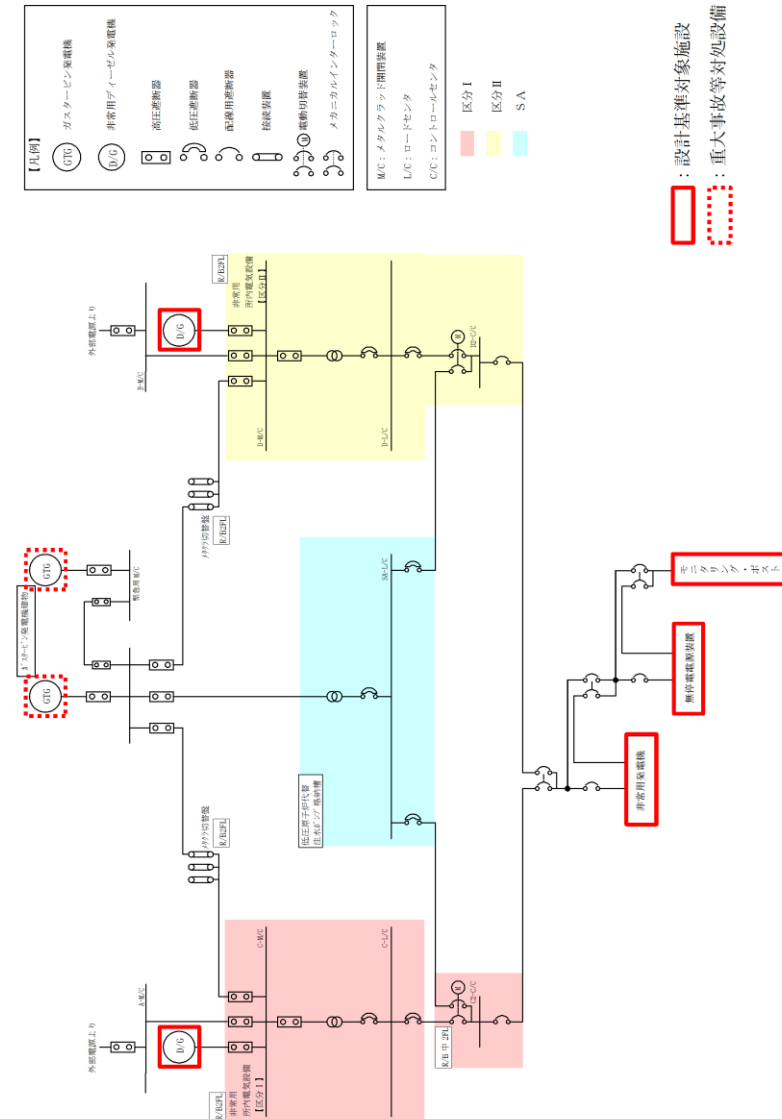 【凡例】
GTG
ガスタービン発電機
D/G
非常用ディーゼル発電機
高圧遮断器
低圧遮断器
配線用遮断器
接続装置
M
電動切替装置
メカニカルインターロック
M/C：メタルクラッド開閉装置
L/C：ロードセンタ
C/C：コントロールセンタ
区分Ⅰ
区分Ⅱ
SA
：設計基準対象施設
：重大事故等対処設備
外部電源より
A-M/C
D/G
R/B2FL
非常用
所内電気設備
【区分Ⅰ】
C-M/C
C-L/C
R/B 中 2FL
M
C2-C/C
メタクラ切替盤
R/B2FL
ガスタービン発電機建物
GTG
GTG
緊急用M/C
低圧原子炉代替
注水ポンプ格納槽
SA-L/C
メタクラ切替盤
R/B2FL
外部電源より
B-M/C
D/G
R/B2FL
非常用
所内電気設備
【区分Ⅱ】
D-M/C
D-L/C
M
D2-C/C
非常用発電機
無停電電源装置
モニタリング・ポスト